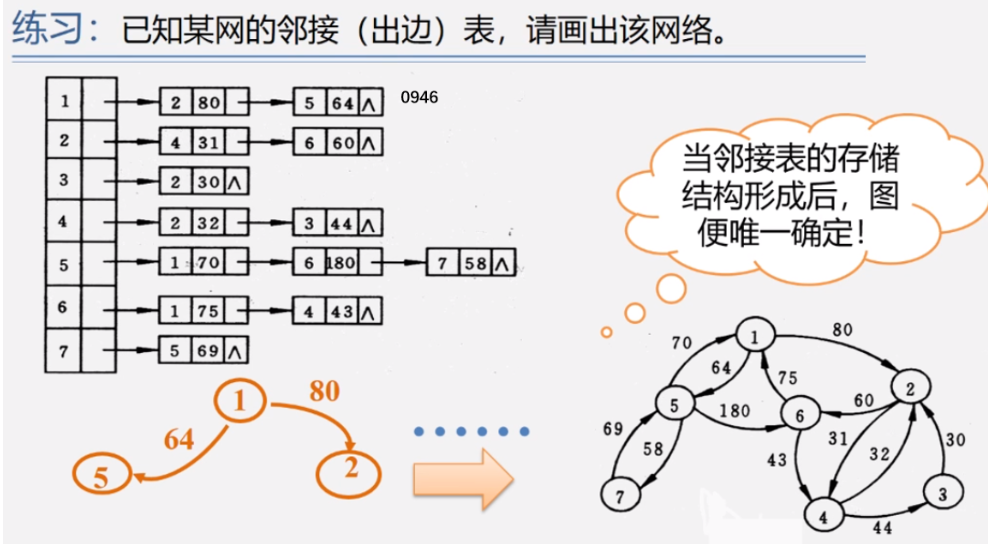 练习：已知某网的邻接（出边）表，请画出该网络。
1 2 80 5 64 ∧ 0946
2 4 31 6 60 ∧
3 2 30 ∧
4 2 32 3 44 ∧
5 1 70 6 180 7 58 ∧
6 1 75 4 43 ∧
7 5 69 ∧
当邻接表的存储
结构形成后，图
便唯一确定！
1 80
64
5 2
70 1 80
64 75
5 180 6 60 2
69 58 43 31 32 30
7 4 3
44